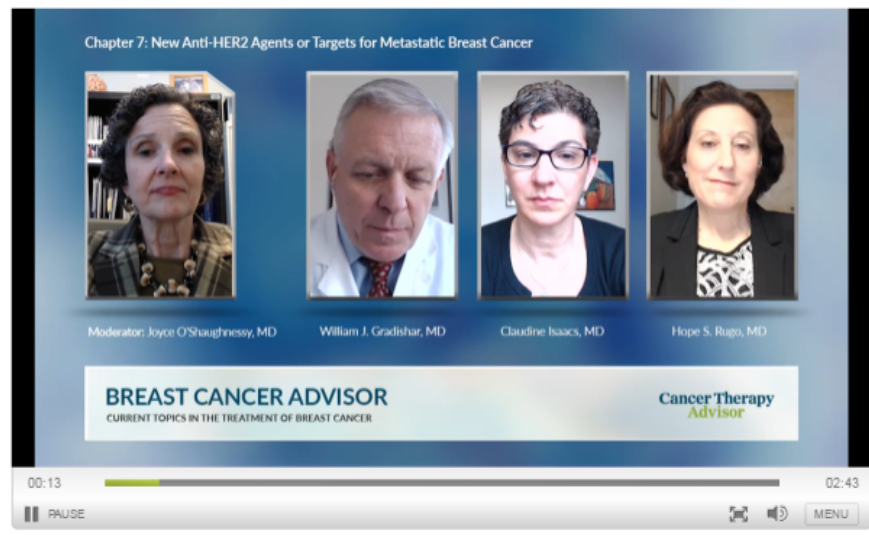 Chapter 7: New Anti-HER2 Agents or Targets for Metastatic Breast Cancer
Moderator: Joyce O'Shaughnessy, MD
William J. Gradishar, MD
Claudine Isaacs, MD
Hope S. Rugo, MD
BREAST CANCER ADVISOR
CURRENT TOPICS IN THE TREATMENT OF BREAST CANCER
Cancer Therapy
Advisor
00:13
02:43
PAUSE
MENU